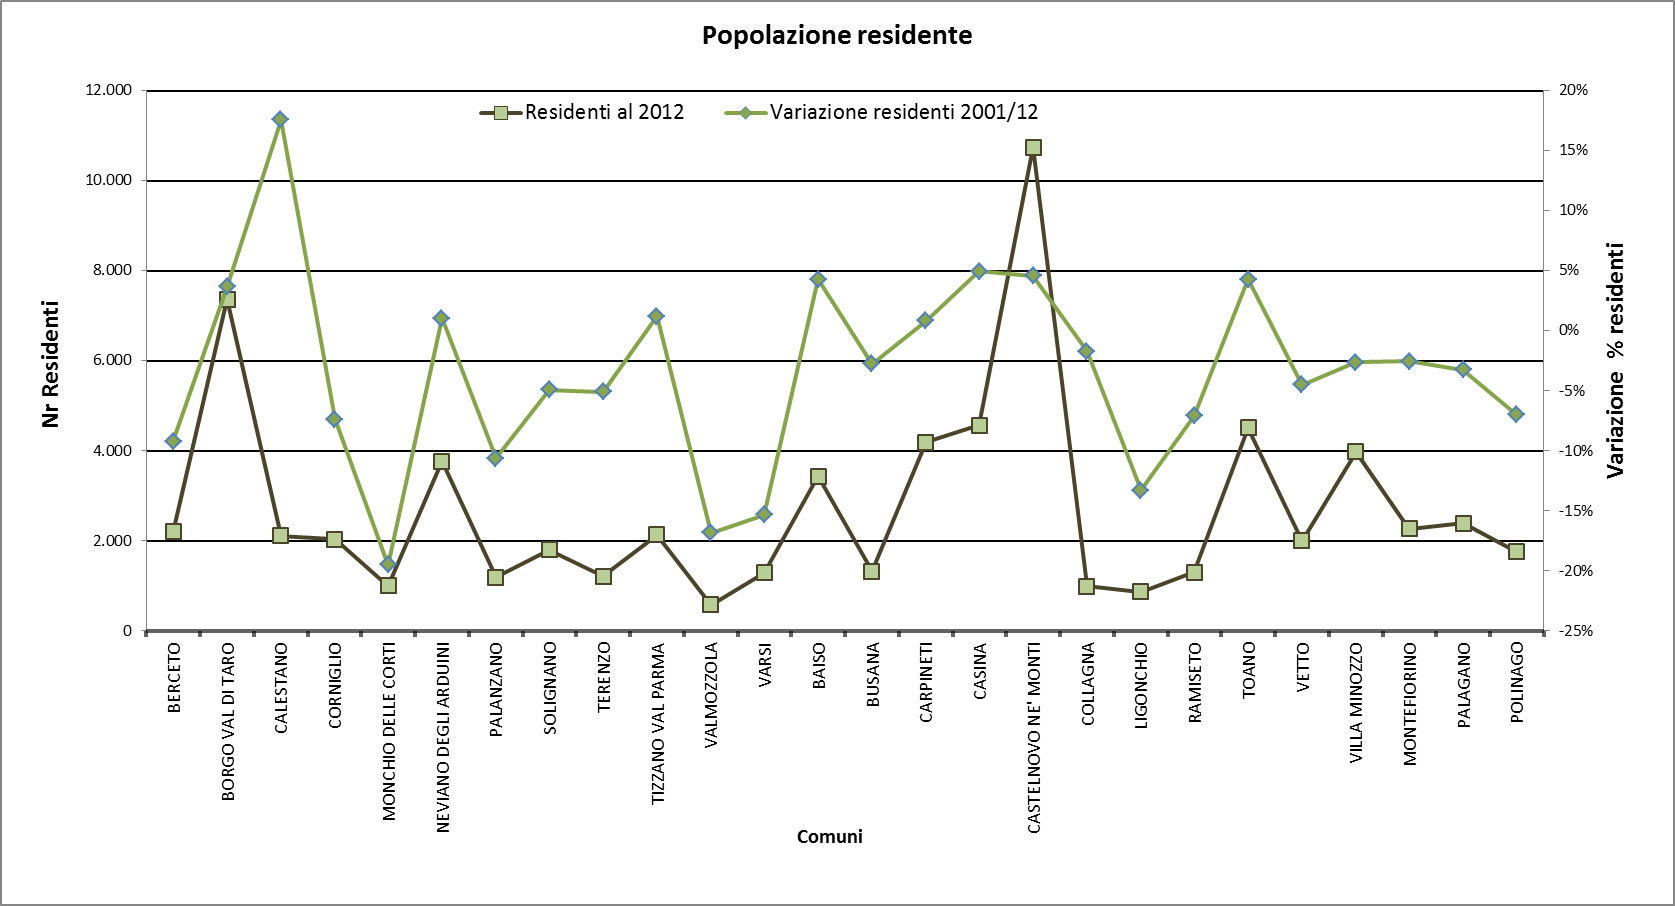 Popolazione residente
Residenti al 2012
Variazione residenti 2001/12
Nr Residenti
12.000
10.000
8.000
6.000
4.000
2.000
0
20%
15%
10%
5%
0%
-5%
-10%
-15%
-20%
-25%
Variazione % residenti
BERCETO
BORGO VAL DI TARO
CALESTANO
CORNIGLIO
MONCHIO DELLE CORTI
NEVIANO DEGLI ARDUINI
PALANZANO
SOLIGNANO
TERENZO
TIZZANO VAL PARMA
VALMOZZOLA
VARSI
BAISO
BUSANA
CARPINETI
CASINA
CASTELNOVO NE' MONTI
COLLAGNA
LIGONCHIO
RAMISETO
TOANO
VETTO
VILLA MINOZZO
MONTEFIORINO
PALAGANO
POLINAGO
Comuni